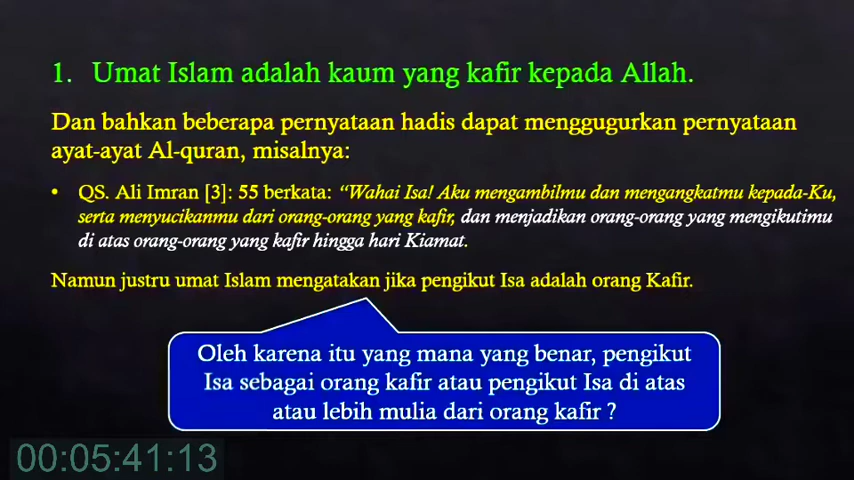 1. Umat Islam adalah kaum yang kafir kepada Allah.
Dan bahkan beberapa pernyataan hadis dapat menggugurkan pernyataan
ayat-ayat Al-quran, misalnya:
• QS. Ali Imran [3]: 55 berkata: “Wahai Isa! Aku mengambilmu dan mengangkatmu kepada-Ku,
serta menyucikanmu dari orang-orang yang kafir, dan menjadikan orang-orang yang mengikutimu
di atas orang-orang yang kafir hingga hari Kiamat.
Namun justru umat Islam mengatakan jika pengikut Isa adalah orang Kafir.
Oleh karena itu yang mana yang benar, pengikut
Isa sebagai orang kafir atau pengikut Isa di atas
atau lebih mulia dari orang kafir ?
00:05:41:13